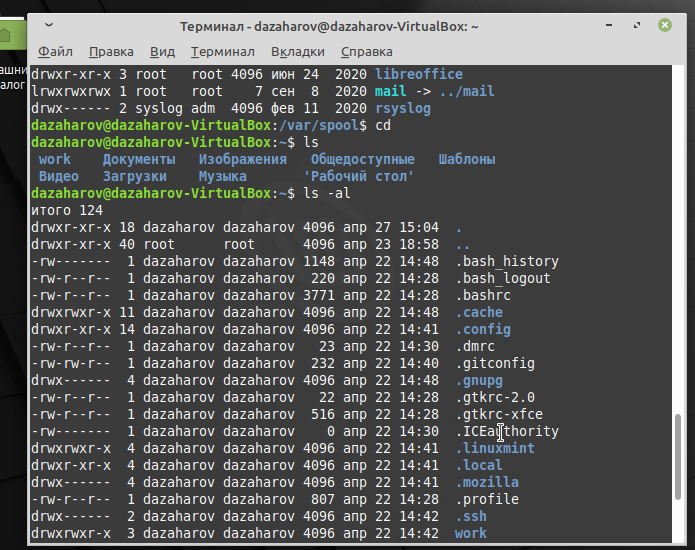 ашни
алог
Терминал - dazaharov@dazaharov-VirtualBox: ~
Файл Правка Вид Терминал Вкладки Справка
drwxr-xr-x 3 root   root 4096 июн 24  2020 libreoffice
lrwxrwxrwx 1 root   root    7 сен  8  2020 mail -> ../mail
drwx------ 2 syslog adm  4096 фев 11  2020 rsyslog
dazaharov@dazaharov-VirtualBox:/var/spool$ cd
dazaharov@dazaharov-VirtualBox:~$ ls
 work    Документы   Изображения   Общедоступные   Шаблоны
 Видео   Загрузки    Музыка       'Рабочий стол'
dazaharov@dazaharov-VirtualBox:~$ ls -al
итого 124
drwxr-xr-x 18 dazaharov dazaharov 4096 апр 27 15:04  .
drwxr-xr-x 40 root      root      4096 апр 23 18:58  ..
-rw-------  1 dazaharov dazaharov 1148 апр 22 14:48  .bash_history
-rw-r--r--  1 dazaharov dazaharov  220 апр 22 14:28  .bash_logout
-rw-r--r--  1 dazaharov dazaharov 3771 апр 22 14:28  .bashrc
drwxrwxr-x 11 dazaharov dazaharov 4096 апр 22 14:48  .cache
drwxr-xr-x 14 dazaharov dazaharov 4096 апр 22 14:41  .config
-rw-r--r--  1 dazaharov dazaharov   23 апр 22 14:30  .dmrc
-rw-rw-r--  1 dazaharov dazaharov  232 апр 22 14:40  .gitconfig
drwx------  4 dazaharov dazaharov 4096 апр 22 14:48  .gnupg
-rw-r--r--  1 dazaharov dazaharov   22 апр 22 14:28  .gtkrc-2.0
-rw-r--r--  1 dazaharov dazaharov  516 апр 22 14:28  .gtkrc-xfce
-rw-------  1 dazaharov dazaharov    0 апр 22 14:30  .ICEauthority
drwxrwxr-x  4 dazaharov dazaharov 4096 апр 22 14:41  .linuxmint
drwxr-xr-x  4 dazaharov dazaharov 4096 апр 22 14:41  .local
drwx------  4 dazaharov dazaharov 4096 апр 22 14:41  .mozilla
-rw-r--r--  1 dazaharov dazaharov  807 апр 22 14:28  .profile
drwx------  2 dazaharov dazaharov 4096 апр 22 14:42  .ssh
drwxrwxr-x  3 dazaharov dazaharov 4096 апр 22 14:42  work